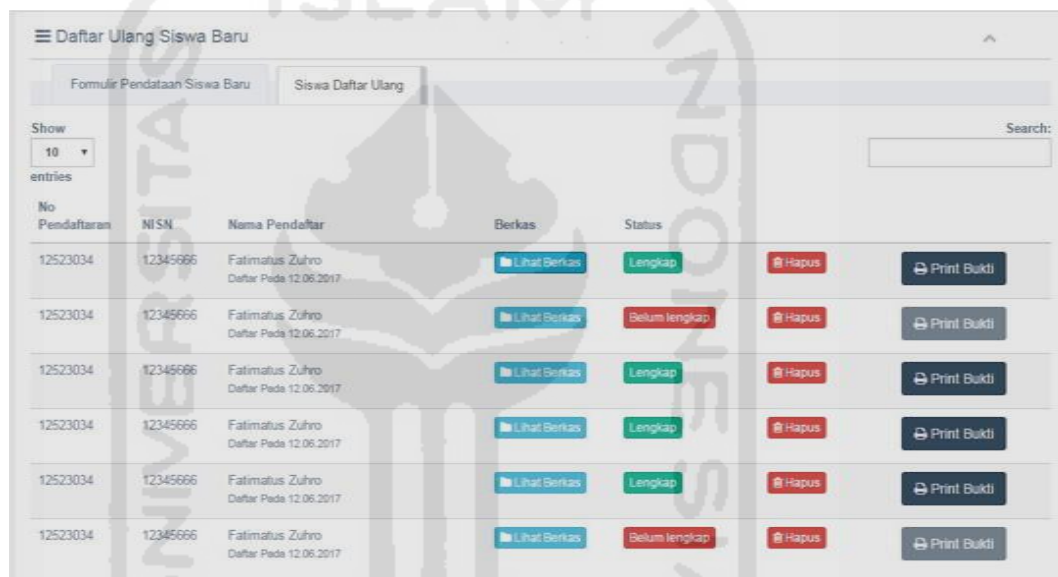 ISLAM
Daftar Ulang Siswa Baru
Formulir Pendataan Siswa Baru Siswa Daftar Ulang
Show
10
entries
Search:
No
Pendaftaran NISN Nama Pendaftar Berkas Status
12523034 12345666 Fatimatus Zuhro Lihat Berkas Lengkap Hapus Print Bukti
Daftar Pada 12.06.2017
12523034 12345666 Fatimatus Zuhro Lihat Berkas Belum lengkap Hapus Print Bukti
Daftar Pada 12.06.2017
12523034 12345666 Fatimatus Zuhro Lihat Berkas Lengkap Hapus Print Bukti
Daftar Pada 12.06.2017
12523034 12345666 Fatimatus Zuhro Lihat Berkas Lengkap Hapus Print Bukti
Daftar Pada 12.06.2017
12523034 12345666 Fatimatus Zuhro Lihat Berkas Lengkap Hapus Print Bukti
Daftar Pada 12.06.2017
12523034 12345666 Fatimatus Zuhro Lihat Berkas Belum lengkap Hapus Print Bukti
Daftar Pada 12.06.2017